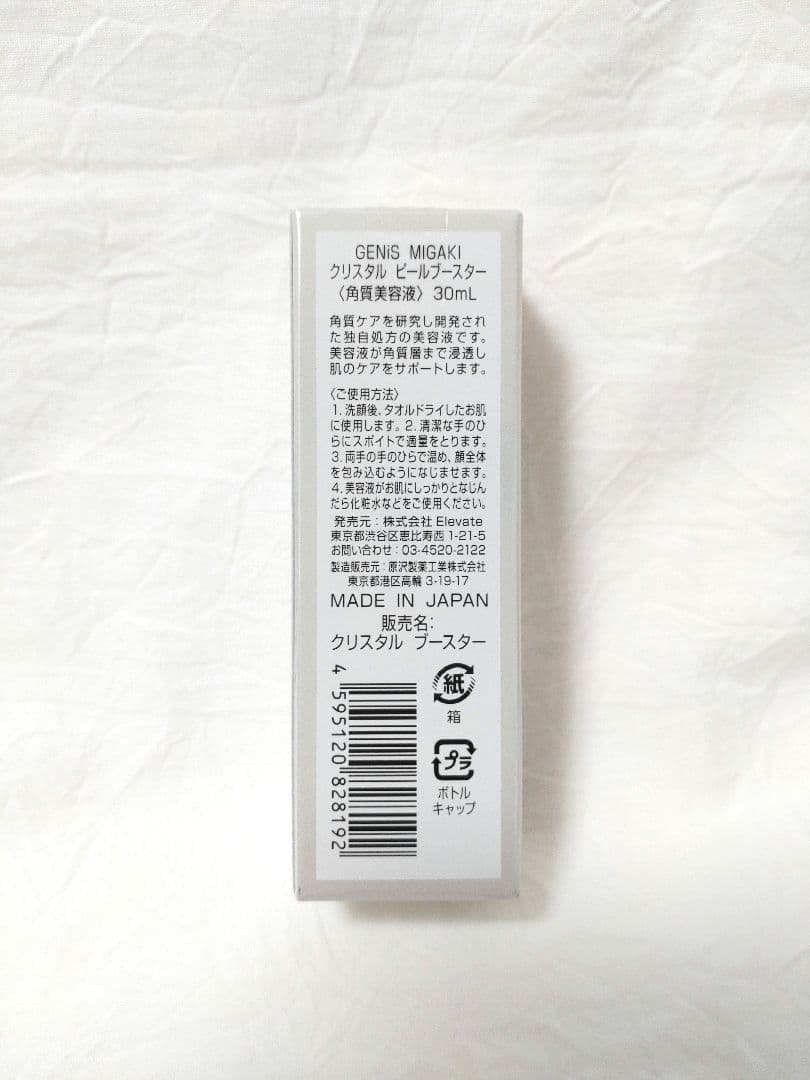 GENiS MIGAKI
クリスタル ピールブースター
〈角質美容液〉 30mL
角質ケアを研究し開発され
た独自処方の美容液です。
美容液が角質層まで浸透し
肌のケアをサポートします。
〈ご使用方法〉
1. 洗顔後、タオルドライしたお肌
に使用します。2. 清潔な手のひ
らにスポイトで適量をとります。
3. 両手の手のひらで温め、顔全体
を包み込むようになじませます。
4. 美容液がお肌にしっかりとなじん
だら化粧水などをご使用ください。
発売元：株式会社 Elevate
東京都渋谷区恵比寿西 1-21-5
お問い合わせ：03-4520-2122
製造販売元：原沢製薬工業株式会社
東京都港区高輪 3-19-17
MADE IN JAPAN
販売名：
クリスタル ブースター
4 595120 828192
紙
箱
プラ
ボトル
キャップ